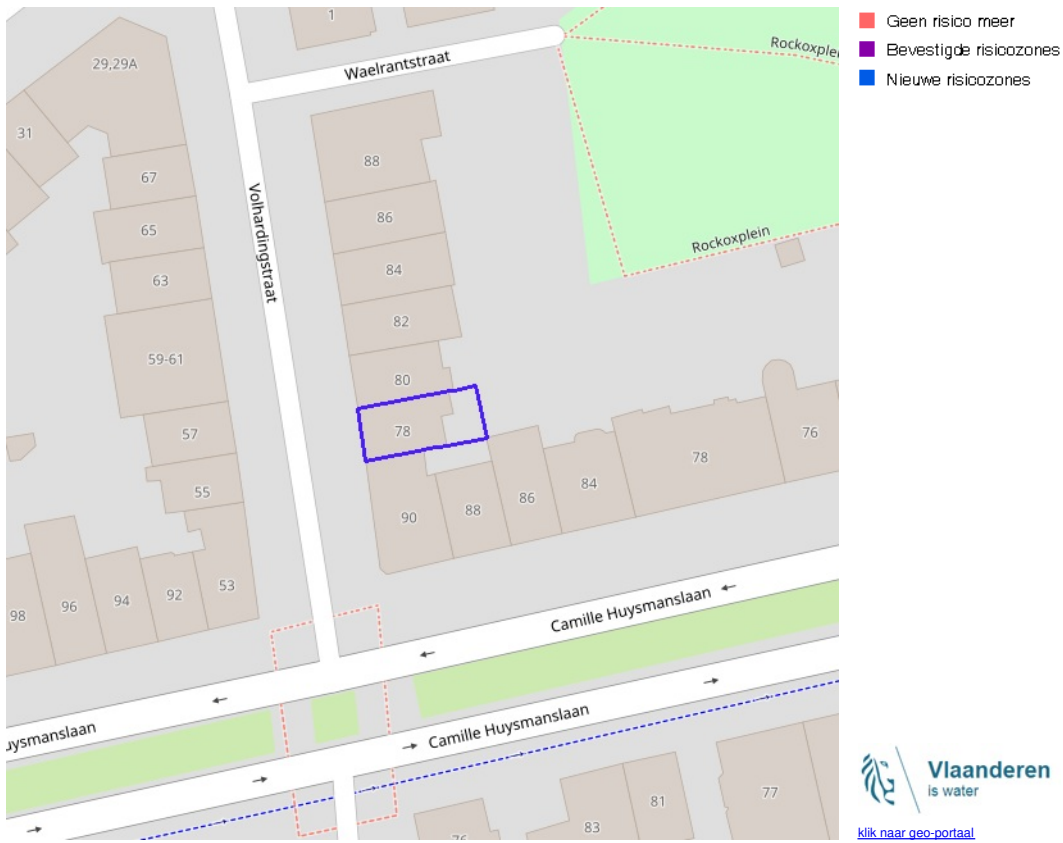 1
Waelrantstraat
Rockoxple
29,29A
31
67
65
63
59-61
57
55
53
98
96
94
92
Volhardingstraat
88
86
84
82
80
78
90
88
86
84
78
76
Rockoxplein
Camille Huysmanslaan
uysmanslaan
Camille Huysmanslaan
76
83
81
77
Geen risico meer
Bevestigde risicozones
Nieuwe risicozones
Vlaanderen
is water
klik naar geo-portaal